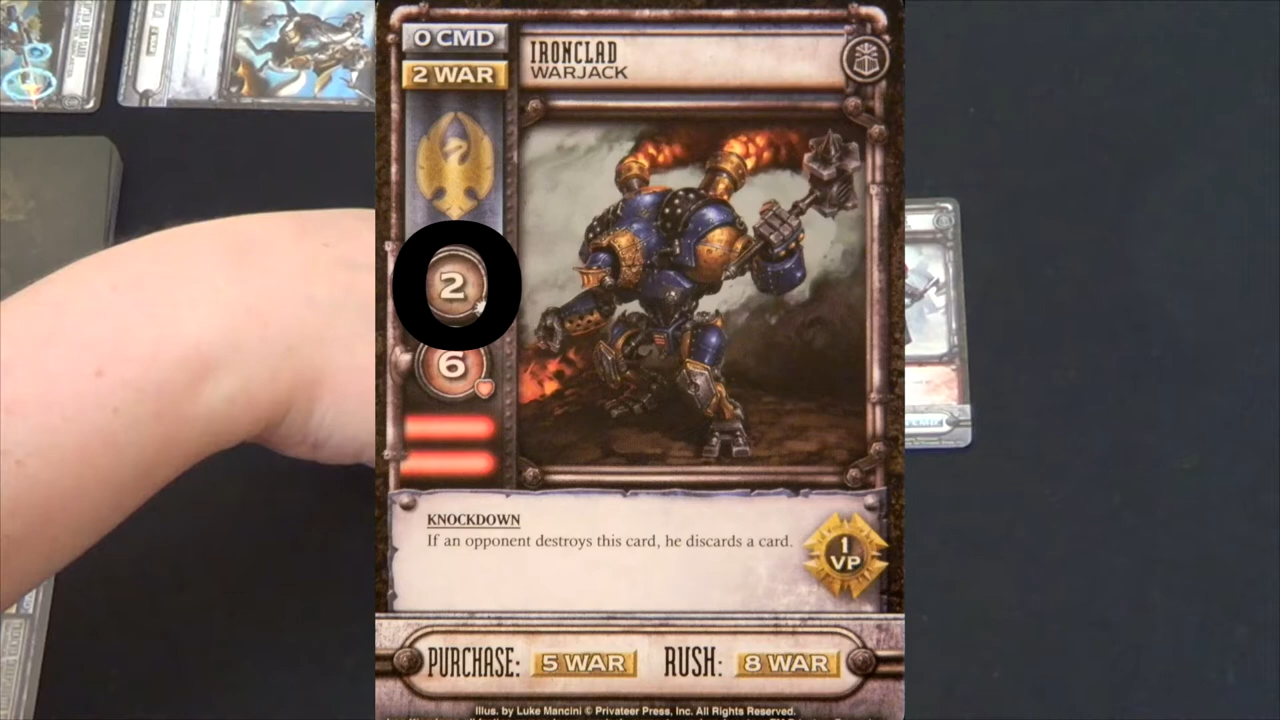 0 CMD
2 WAR
IRONCLAD
WARJACK
2
6
KNOCKDOWN
If an opponent destroys this card, he discards a card.
1
VP
PURCHASE: 5 WAR RUSH: 8 WAR
Illus. by Luke Mancini © Privateer Press, Inc. All Rights Reserved.